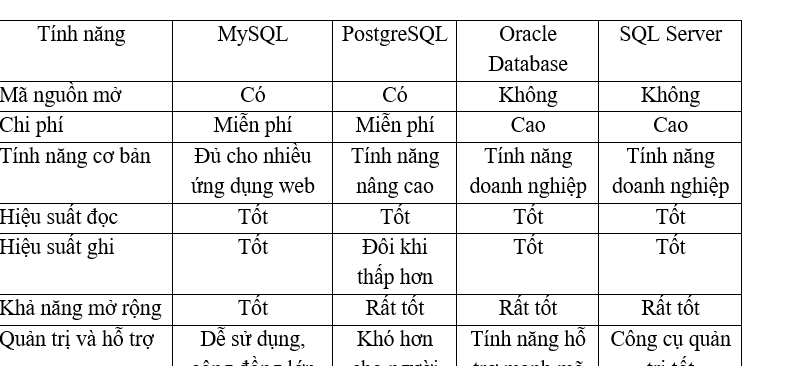 Tính năng MySQL PostgreSQL Oracle SQL Server
Database
Mã nguồn mở Có Có Không Không
Chi phí Miễn phí Miễn phí Cao Cao
Tính năng cơ bản Đủ cho nhiều Tính năng Tính năng Tính năng
ứng dụng web nâng cao doanh nghiệp doanh nghiệp
Hiệu suất đọc Tốt Tốt Tốt Tốt
Hiệu suất ghi Tốt Đôi khi Tốt Tốt
thấp hơn
Khả năng mở rộng Tốt Rất tốt Rất tốt Rất tốt
Quản trị và hỗ trợ Dễ sử dụng, Khó hơn Tính năng hỗ Công cụ quản